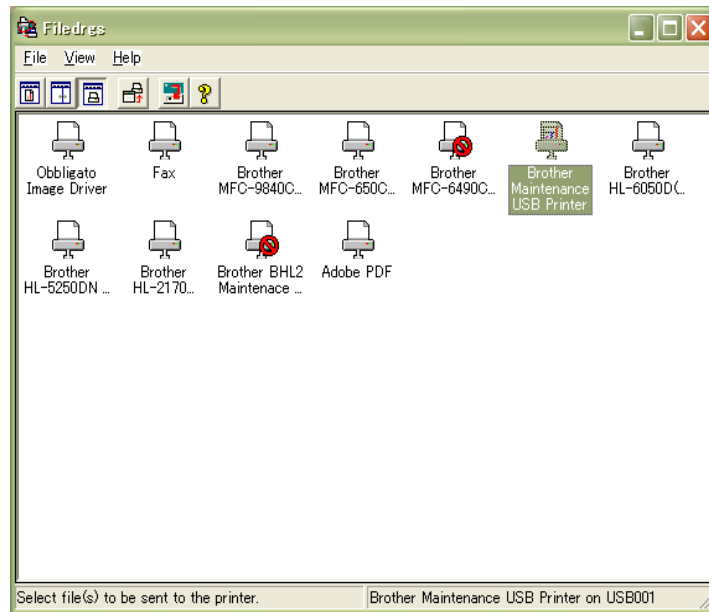 Filedrgs
File View Help
Obbligato
Image Driver
Fax
Brother
MFC-9840C...
Brother
MFC-650C...
Brother
MFC-6490C...
Brother
Maintenance
USB Printer
Brother
HL-6050D(...
Brother
HL-5250DN ...
Brother
HL-2170...
Brother BHL2
Maintenace ...
Adobe PDF
Select file(s) to be sent to the printer.
Brother Maintenance USB Printer on USB001